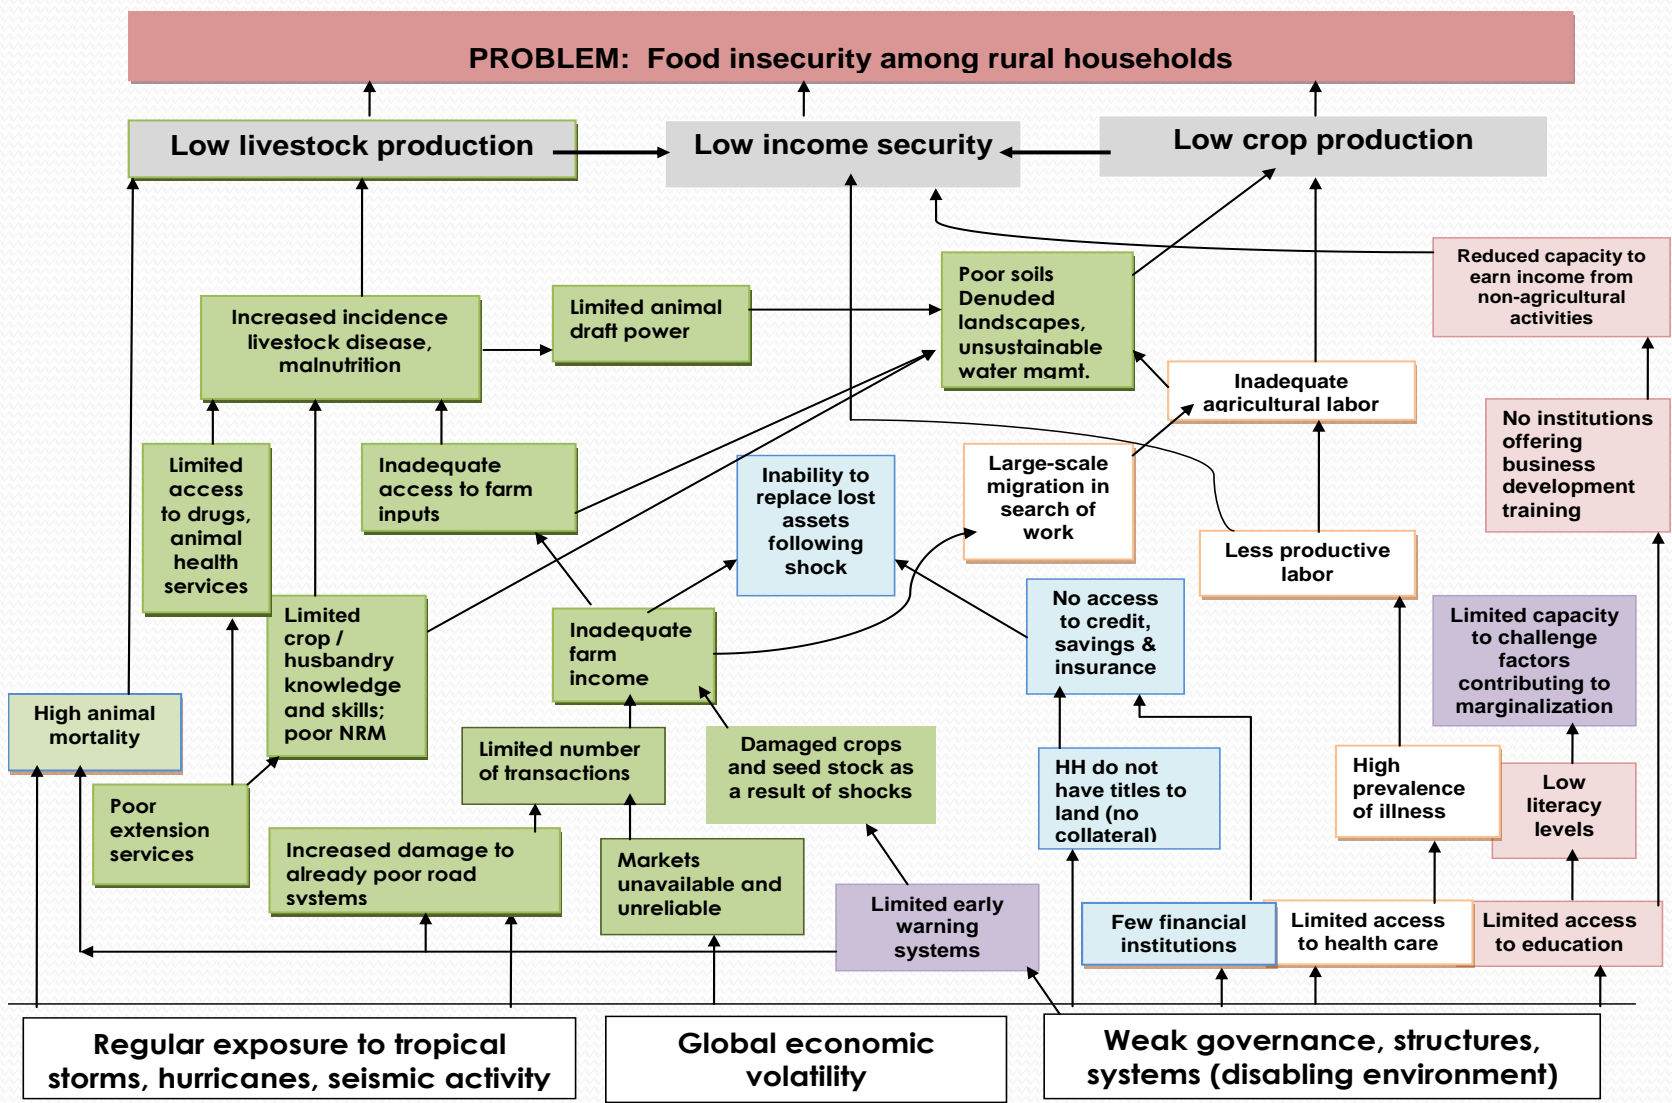 PROBLEM:  Food insecurity among rural households
Low livestock production
Low income security
Low crop production
Reduced capacity to
earn income from
non-agricultural
activities
Poor soils
Denuded
landscapes,
unsustainable
water mgmt.
Limited animal
draft power
Increased incidence
livestock disease,
malnutrition
Inadequate
agricultural labor
No institutions
offering
business
development
training
Limited
access
to drugs,
animal
health
services
Inadequate
access to farm
inputs
Inability to
replace lost
assets
following
shock
Large-scale
migration in
search of
work
Less productive
labor
Limited
crop /
husbandry
knowledge
and skills;
poor NRM
Inadequate
farm
income
No access
to credit,
savings &
insurance
Limited capacity
to challenge
factors
contributing to
marginalization
High animal
mortality
Limited number
of transactions
Damaged crops
and seed stock as
a result of shocks
HH do not
have titles to
land (no
collateral)
High
prevalence
of illness
Low
literacy
levels
Poor
extension
services
Increased damage to
already poor road
systems
Markets
unavailable and
unreliable
Limited early
warning
systems
Few financial
institutions
Limited access
to health care
Limited access
to education
Regular exposure to tropical
storms, hurricanes, seismic activity
Global economic
volatility
Weak governance, structures,
systems (disabling environment)